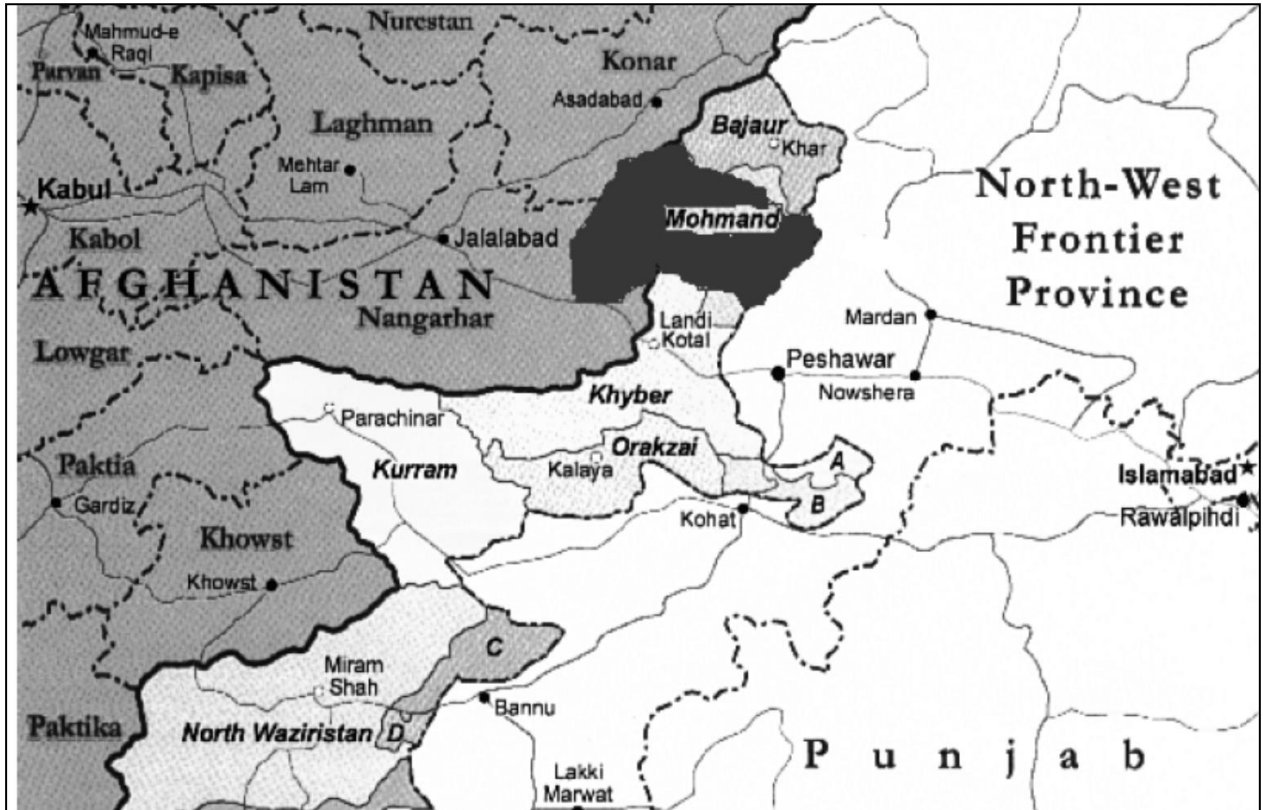 Nurestan
Mahmud-e
Raqi
Parvan
Kapisa
Konar
Asadabad
Laghman
Bajaur
Khar
Mehtar
Lam
Kabul
North-West
Frontier
Province
Mohmand
Kabol
Jalalabad
AFGHANISTAN
Nangarhar
Landi
Kotal
Mardan
Lowgar
Peshawar
Nowshera
Khyber
Parachinar
Orakzai
Kurram
Kalaya
A
Paktia
Islamabad
Gardiz
B
Kohat
Rawalpihdi
Khowst
Khowst
C
Miram
Shah
Bannu
Paktika
North Waziristan
D
Punjab
Lakki
Marwat